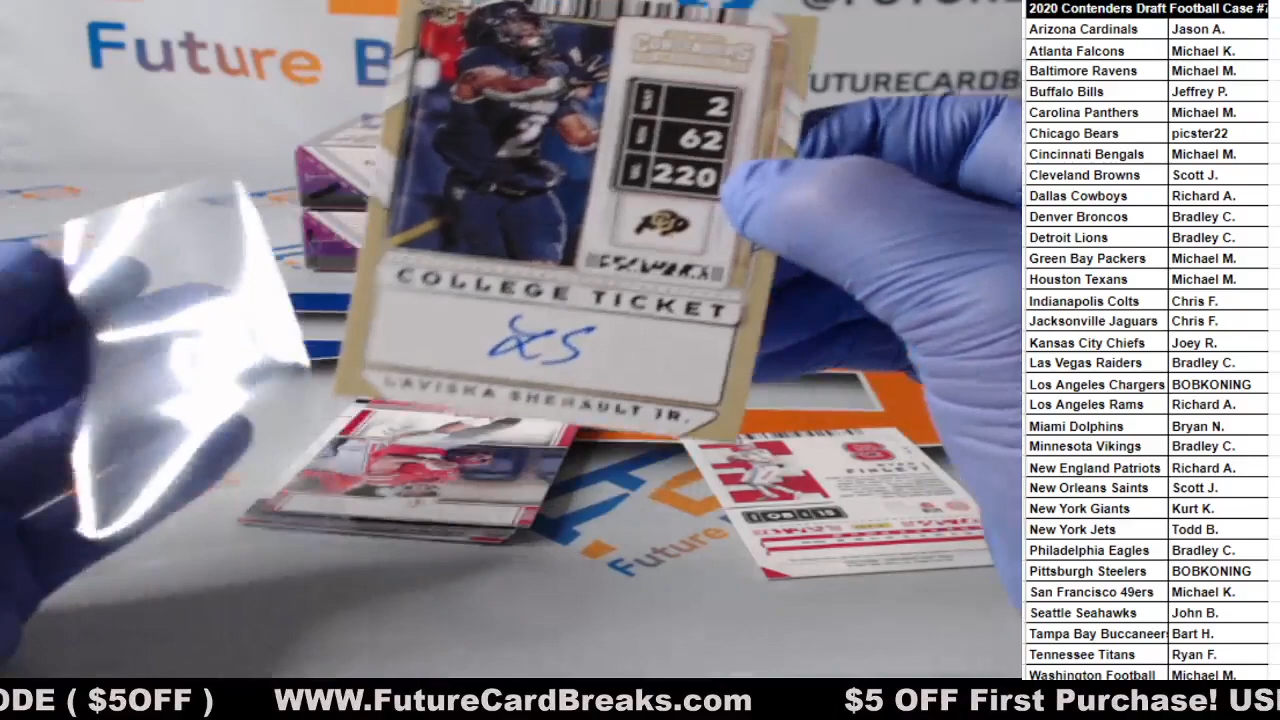 Future B
FUTURECARDB
CONTENDERS
2
62
220
COLLEGE TICKET
LS
LAVISKA SHENAULT JR.
FINLEY
Future
2020 Contenders Draft Football Case #7
Arizona Cardinals Jason A.
Atlanta Falcons Michael K.
Baltimore Ravens Michael M.
Buffalo Bills Jeffrey P.
Carolina Panthers Michael M.
Chicago Bears picster22
Cincinnati Bengals Michael M.
Cleveland Browns Scott J.
Dallas Cowboys Richard A.
Denver Broncos Bradley C.
Detroit Lions Bradley C.
Green Bay Packers Michael M.
Houston Texans Michael M.
Indianapolis Colts Chris F.
Jacksonville Jaguars Chris F.
Kansas City Chiefs Joey R.
Las Vegas Raiders Bradley C.
Los Angeles Chargers BOBKONING
Los Angeles Rams Richard A.
Miami Dolphins Bryan N.
Minnesota Vikings Bradley C.
New England Patriots Richard A.
New Orleans Saints Scott J.
New York Giants Kurt K.
New York Jets Todd B.
Philadelphia Eagles Bradley C.
Pittsburgh Steelers BOBKONING
San Francisco 49ers Michael K.
Seattle Seahawks John B.
Tampa Bay Buccaneers Bart H.
Tennessee Titans Ryan F.
Washington Football Michael M.
ODE ( $5OFF ) WWW.FutureCardBreaks.com $5 OFF First Purchase! US